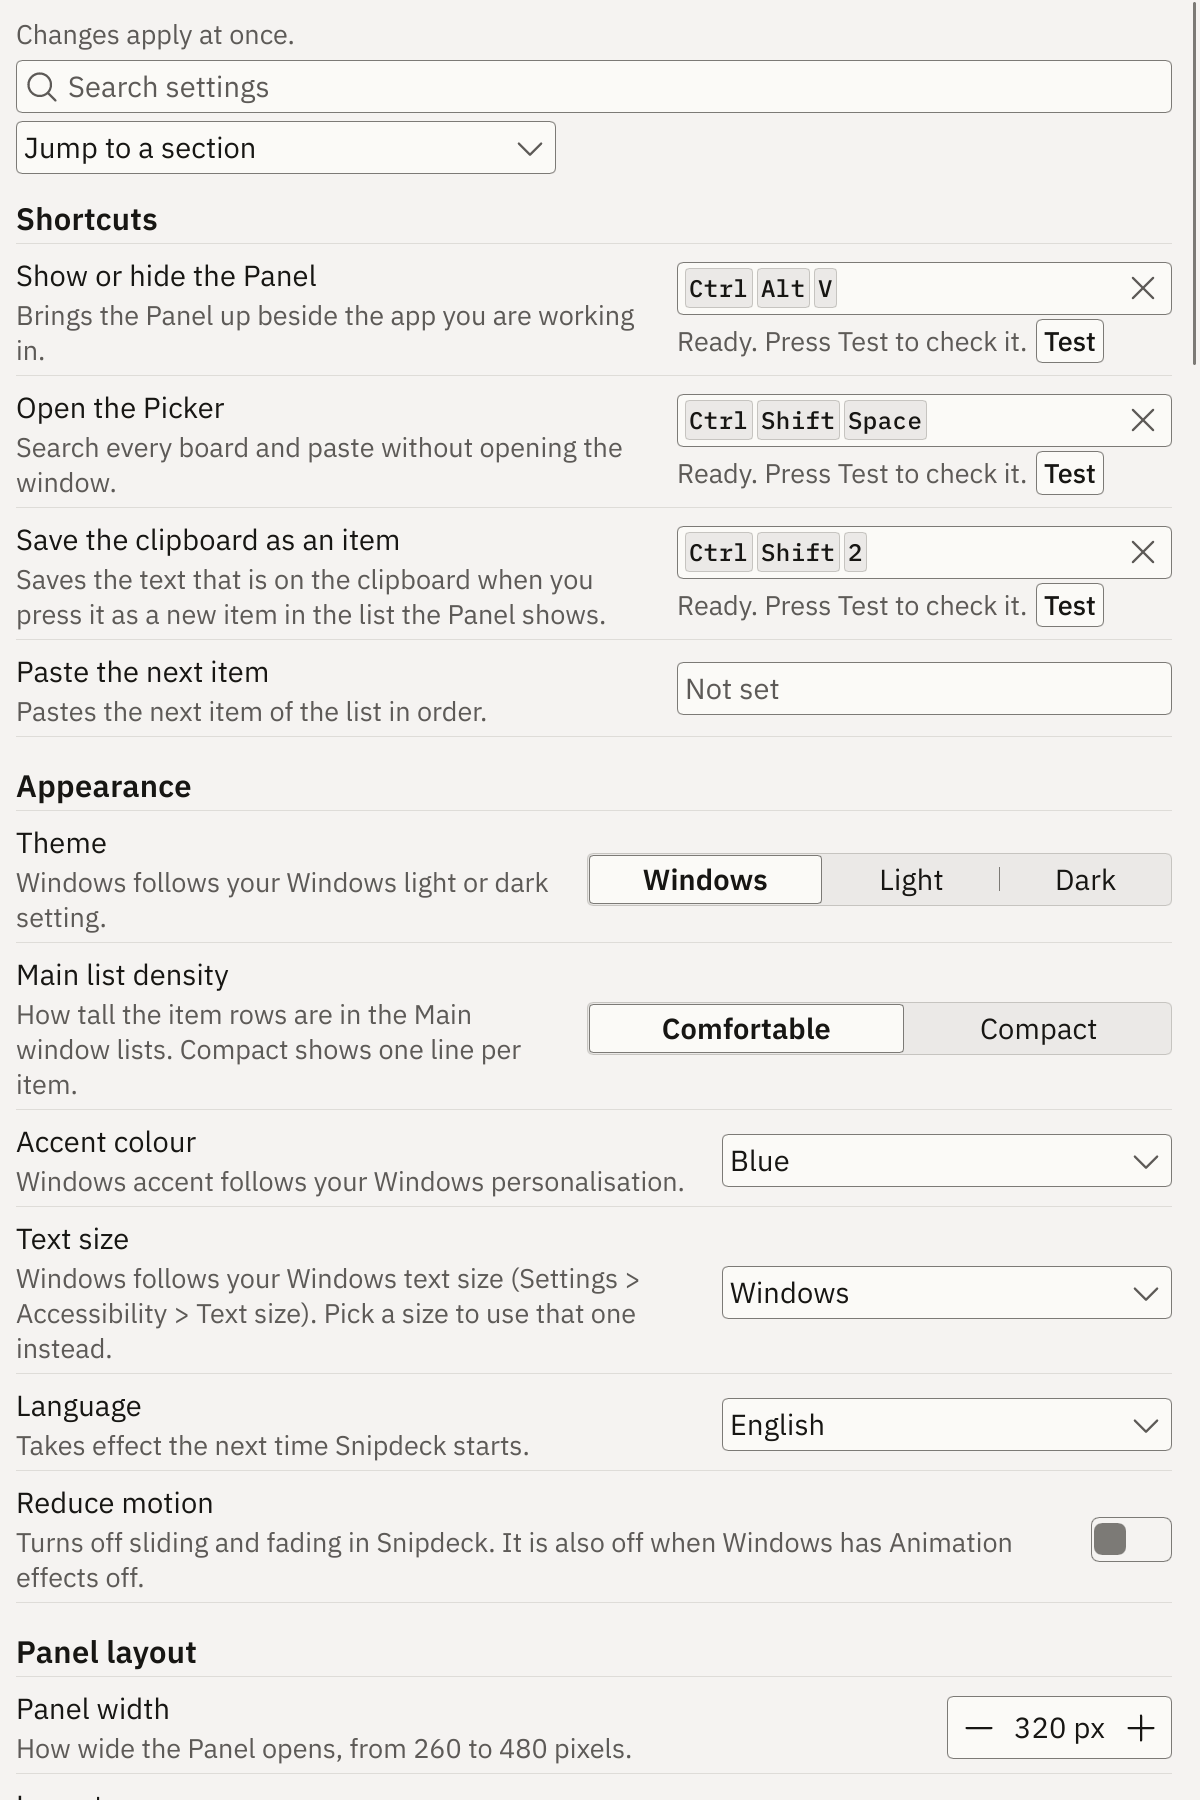 Changes apply at once.
Search settings
Jump to a section
Shortcuts
Show or hide the Panel
Brings the Panel up beside the app you are working
in.
Ctrl Alt V
Ready. Press Test to check it. Test
Open the Picker
Search every board and paste without opening the
window.
Ctrl Shift Space
Ready. Press Test to check it. Test
Save the clipboard as an item
Saves the text that is on the clipboard when you
press it as a new item in the list the Panel shows.
Ctrl Shift 2
Ready. Press Test to check it. Test
Paste the next item
Pastes the next item of the list in order.
Not set
Appearance
Theme
Windows follows your Windows light or dark
setting.
Windows Light Dark
Main list density
How tall the item rows are in the Main
window lists. Compact shows one line per
item.
Comfortable Compact
Accent colour
Windows accent follows your Windows personalisation.
Blue
Text size
Windows follows your Windows text size (Settings >
Accessibility > Text size). Pick a size to use that one
instead.
Windows
Language
Takes effect the next time Snipdeck starts.
English
Reduce motion
Turns off sliding and fading in Snipdeck. It is also off when Windows has Animation
effects off.
Panel layout
Panel width
How wide the Panel opens, from 260 to 480 pixels.
320 px